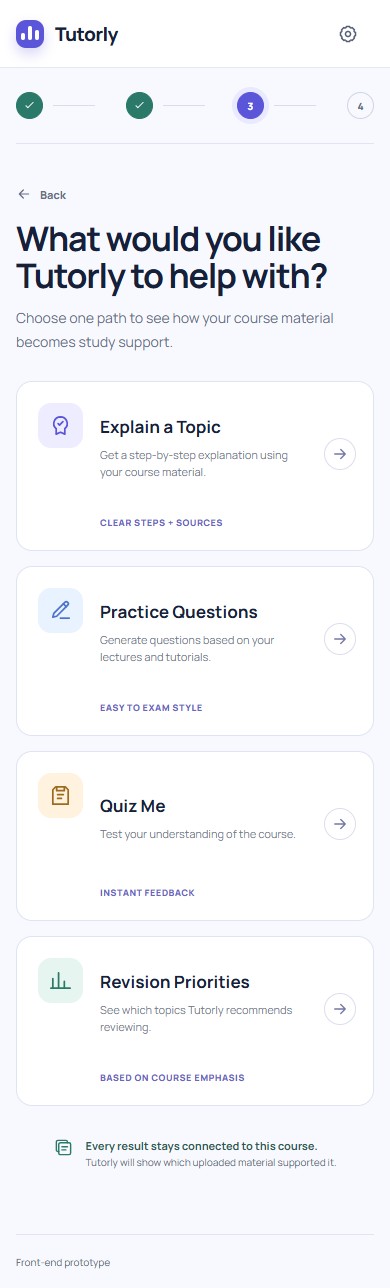 Tutorly
3
4
Back
What would you like
Tutorly to help with?
Choose one path to see how your course material
becomes study support.
Explain a Topic
Get a step-by-step explanation using
your course material.
CLEAR STEPS + SOURCES
Practice Questions
Generate questions based on your
lectures and tutorials.
EASY TO EXAM STYLE
Quiz Me
Test your understanding of the course.
INSTANT FEEDBACK
Revision Priorities
See which topics Tutorly recommends
reviewing.
BASED ON COURSE EMPHASIS
Every result stays connected to this course.
Tutorly will show which uploaded material supported it.
Front-end prototype